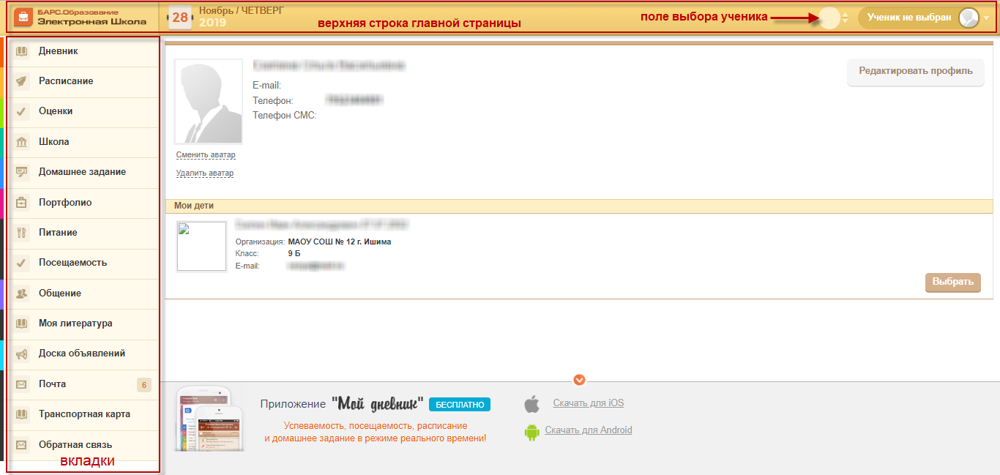 БАРС.Образование
Электронная Школа
28
Ноябрь / ЧЕТВЕРГ
2019
верхняя строка главной страницы
поле выбора ученика
Ученик не выбран
Дневник
Расписание
Оценки
Школа
Домашнее задание
Портфолио
Питание
Посещаемость
Общение
Моя литература
Доска объявлений
Почта 6
Транспортная карта
Обратная связь
вкладки
E-mail:
Телефон:
Телефон СМС:
Редактировать профиль
Сменить аватар
Удалить аватар
Мои дети
Организация: МАОУ СОШ № 12 г. Ишима
Класс: 9 Б
E-mail:
Выбрать
Приложение "Мой дневник" БЕСПЛАТНО
Успеваемость, посещаемость, расписание
и домашнее задание в режиме реального времени!
Скачать для iOS
Скачать для Android